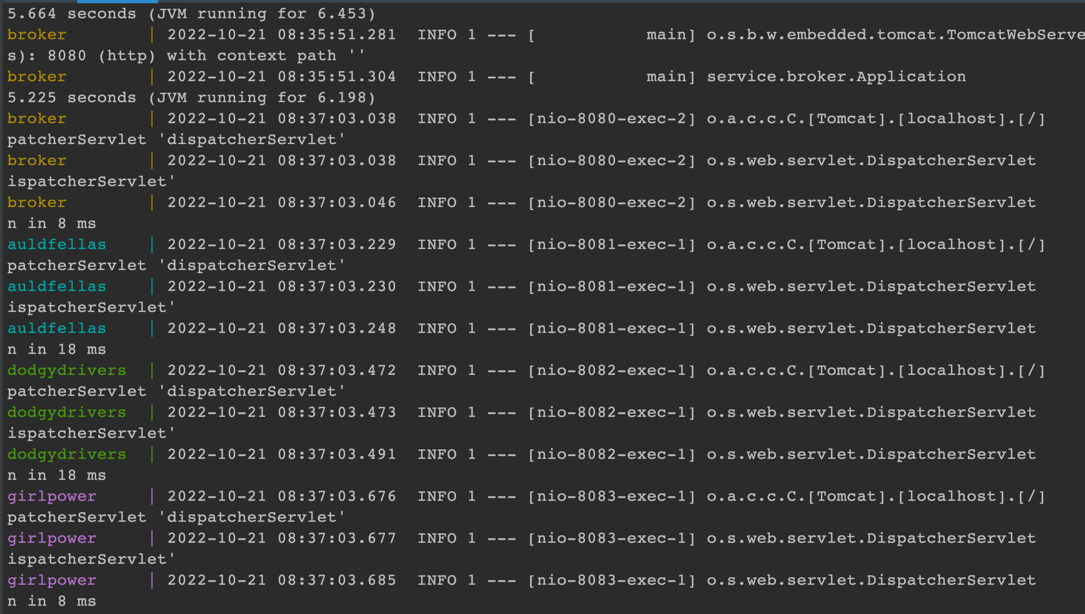 5.664 seconds (JVM running for 6.453)
broker         | 2022-10-21 08:35:51.281  INFO 1 --- [           main] o.s.b.w.embedded.tomcat.TomcatWebServe
s): 8080 (http) with context path ''
broker         | 2022-10-21 08:35:51.304  INFO 1 --- [           main] service.broker.Application
5.225 seconds (JVM running for 6.198)
broker         | 2022-10-21 08:37:03.038  INFO 1 --- [nio-8080-exec-2] o.a.c.c.C.[Tomcat].[localhost].[/]
patcherServlet 'dispatcherServlet'
broker         | 2022-10-21 08:37:03.038  INFO 1 --- [nio-8080-exec-2] o.s.web.servlet.DispatcherServlet
ispatcherServlet'
broker         | 2022-10-21 08:37:03.046  INFO 1 --- [nio-8080-exec-2] o.s.web.servlet.DispatcherServlet
n in 8 ms
auldfellas     | 2022-10-21 08:37:03.229  INFO 1 --- [nio-8081-exec-1] o.a.c.c.C.[Tomcat].[localhost].[/]
patcherServlet 'dispatcherServlet'
auldfellas     | 2022-10-21 08:37:03.230  INFO 1 --- [nio-8081-exec-1] o.s.web.servlet.DispatcherServlet
ispatcherServlet'
auldfellas     | 2022-10-21 08:37:03.248  INFO 1 --- [nio-8081-exec-1] o.s.web.servlet.DispatcherServlet
n in 18 ms
dodgydrivers   | 2022-10-21 08:37:03.472  INFO 1 --- [nio-8082-exec-1] o.a.c.c.C.[Tomcat].[localhost].[/]
patcherServlet 'dispatcherServlet'
dodgydrivers   | 2022-10-21 08:37:03.473  INFO 1 --- [nio-8082-exec-1] o.s.web.servlet.DispatcherServlet
ispatcherServlet'
dodgydrivers   | 2022-10-21 08:37:03.491  INFO 1 --- [nio-8082-exec-1] o.s.web.servlet.DispatcherServlet
n in 18 ms
girlpower      | 2022-10-21 08:37:03.676  INFO 1 --- [nio-8083-exec-1] o.a.c.c.C.[Tomcat].[localhost].[/]
patcherServlet 'dispatcherServlet'
girlpower      | 2022-10-21 08:37:03.677  INFO 1 --- [nio-8083-exec-1] o.s.web.servlet.DispatcherServlet
ispatcherServlet'
girlpower      | 2022-10-21 08:37:03.685  INFO 1 --- [nio-8083-exec-1] o.s.web.servlet.DispatcherServlet
n in 8 ms